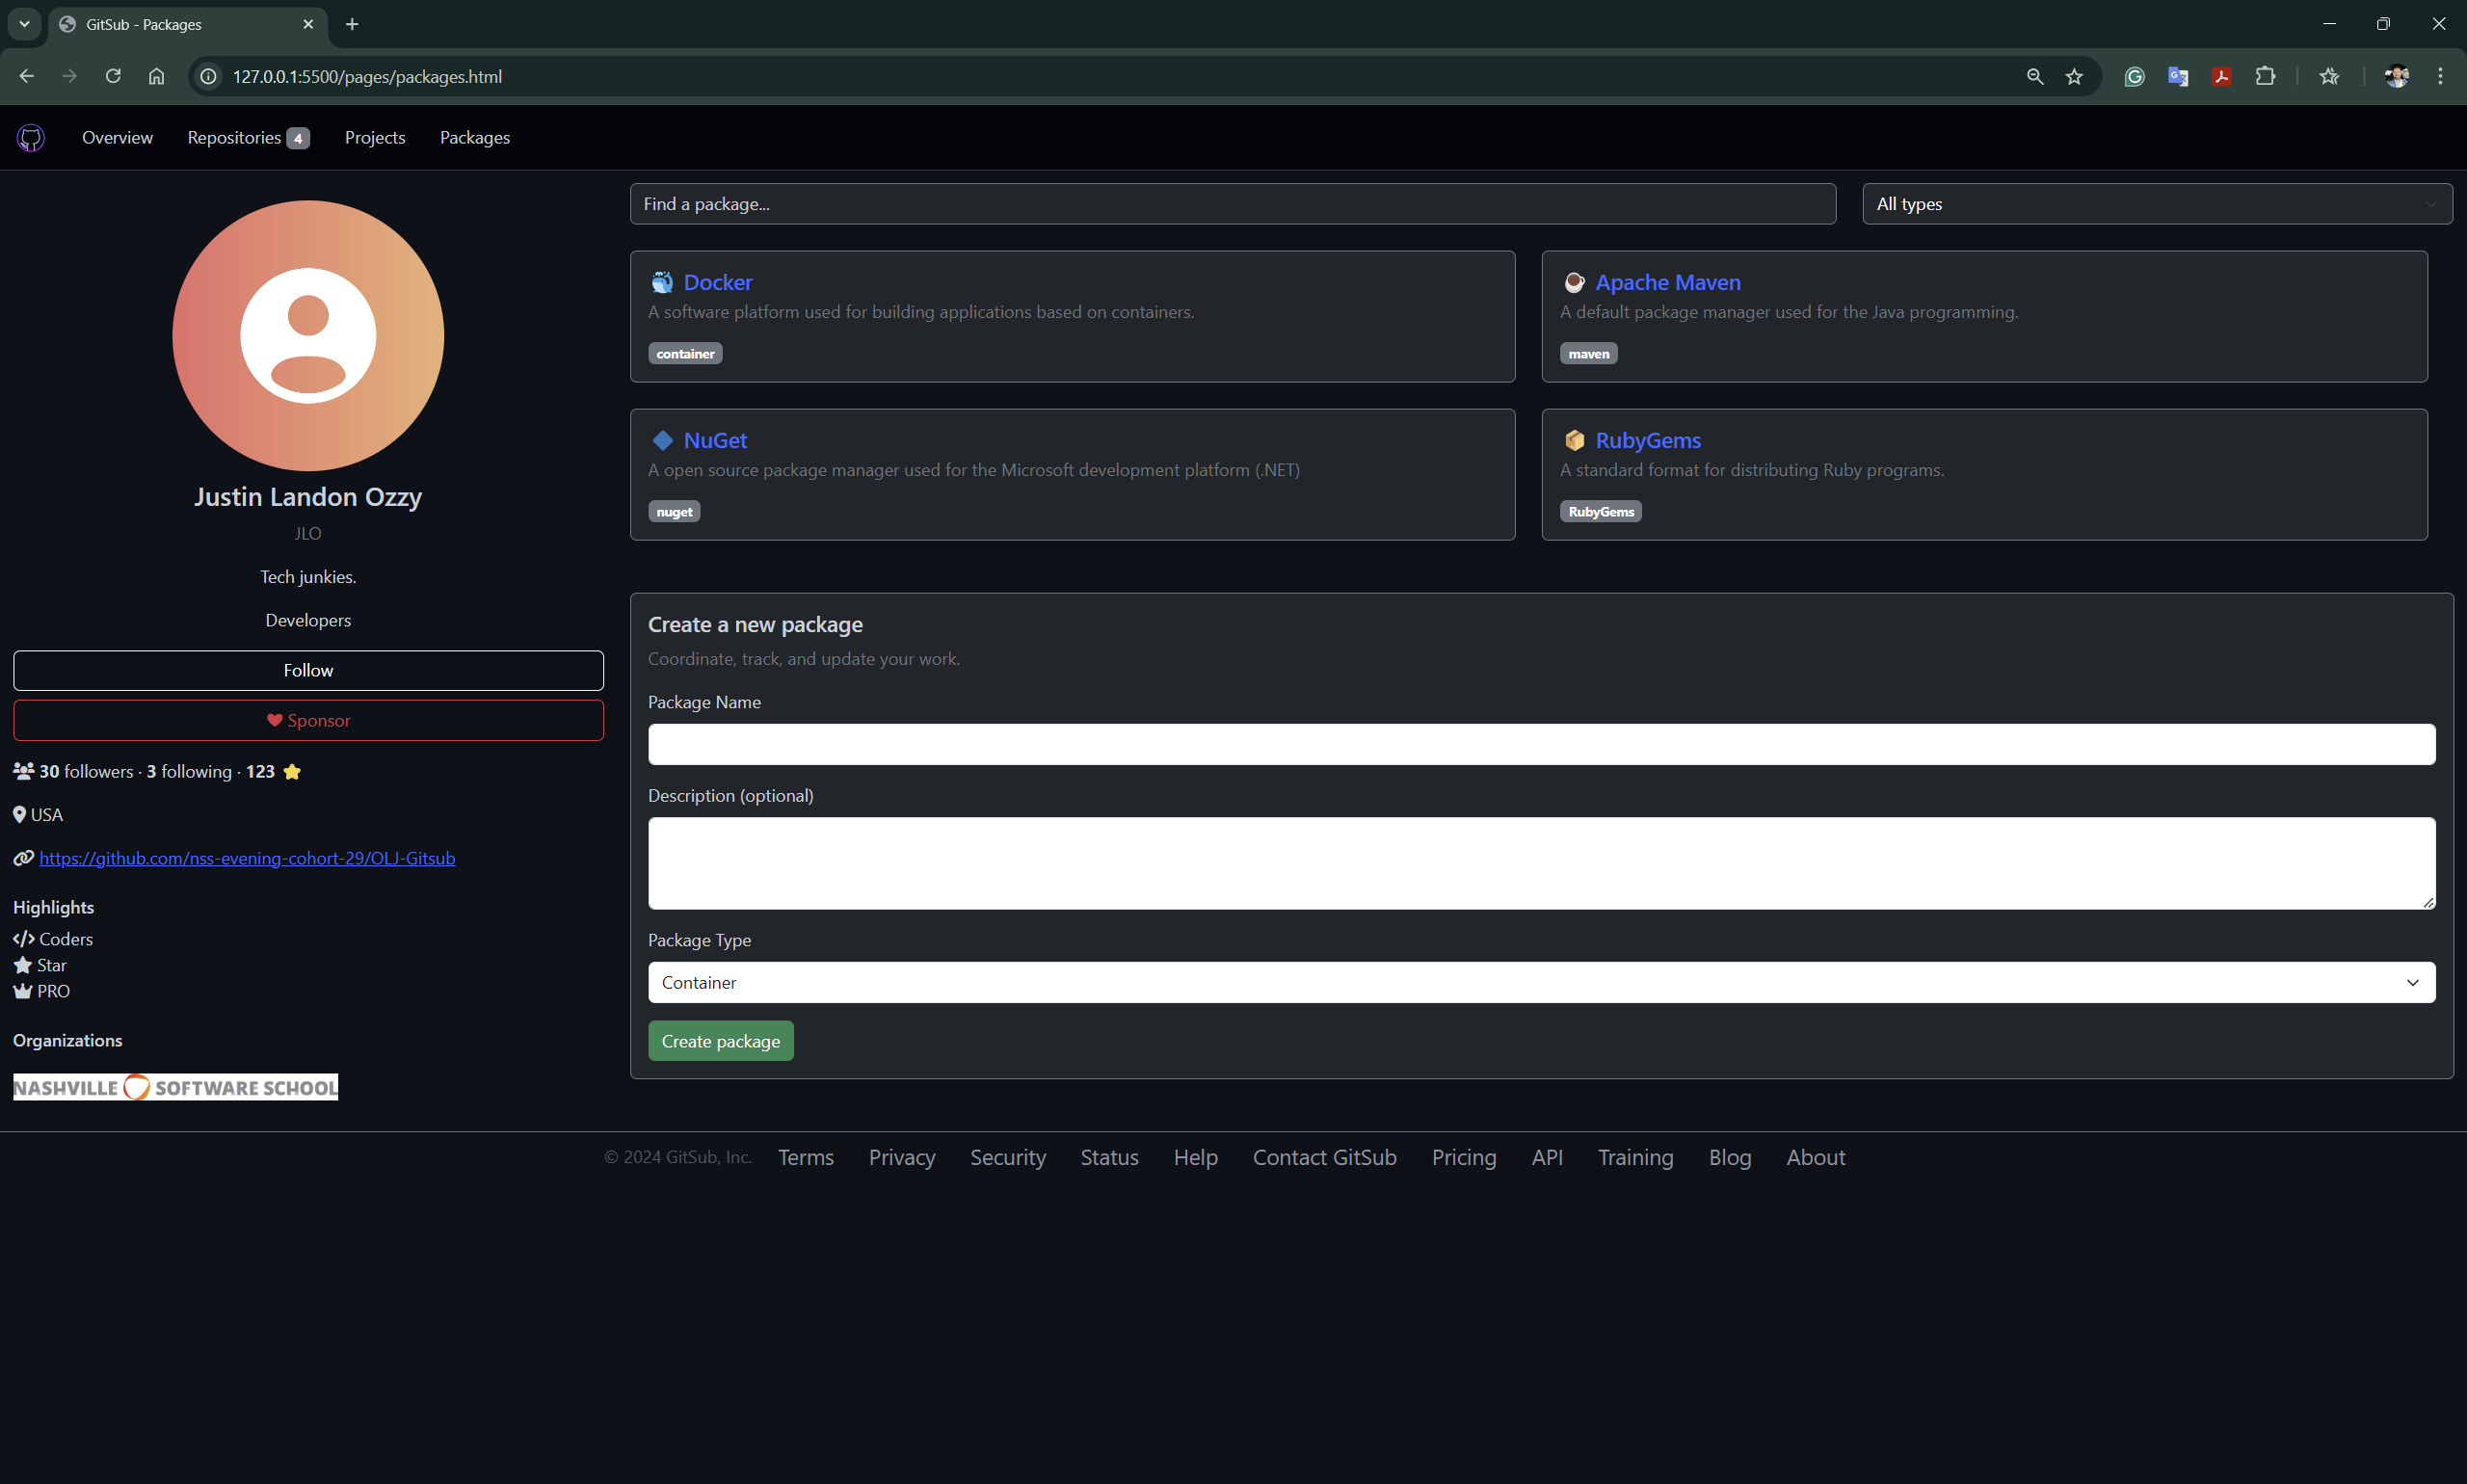 GitSub - Packages
127.0.0.1:5500/pages/packages.html
Overview Repositories 4 Projects Packages
Find a package... All types
Docker
A software platform used for building applications based on containers.
container
Apache Maven
A default package manager used for the Java programming.
maven
NuGet
A open source package manager used for the Microsoft development platform (.NET)
nuget
RubyGems
A standard format for distributing Ruby programs.
RubyGems
Justin Landon Ozzy
JLO
Tech junkies.
Developers
Follow
Sponsor
30 followers · 3 following · 123
USA
https://github.com/nss-evening-cohort-29/OLJ-Gitsub
Highlights
Coders
Star
PRO
Organizations
NASHVILLE SOFTWARE SCHOOL
Create a new package
Coordinate, track, and update your work.
Package Name
Description (optional)
Package Type
Container
Create package
© 2024 GitSub, Inc. Terms Privacy Security Status Help Contact GitSub Pricing API Training Blog About